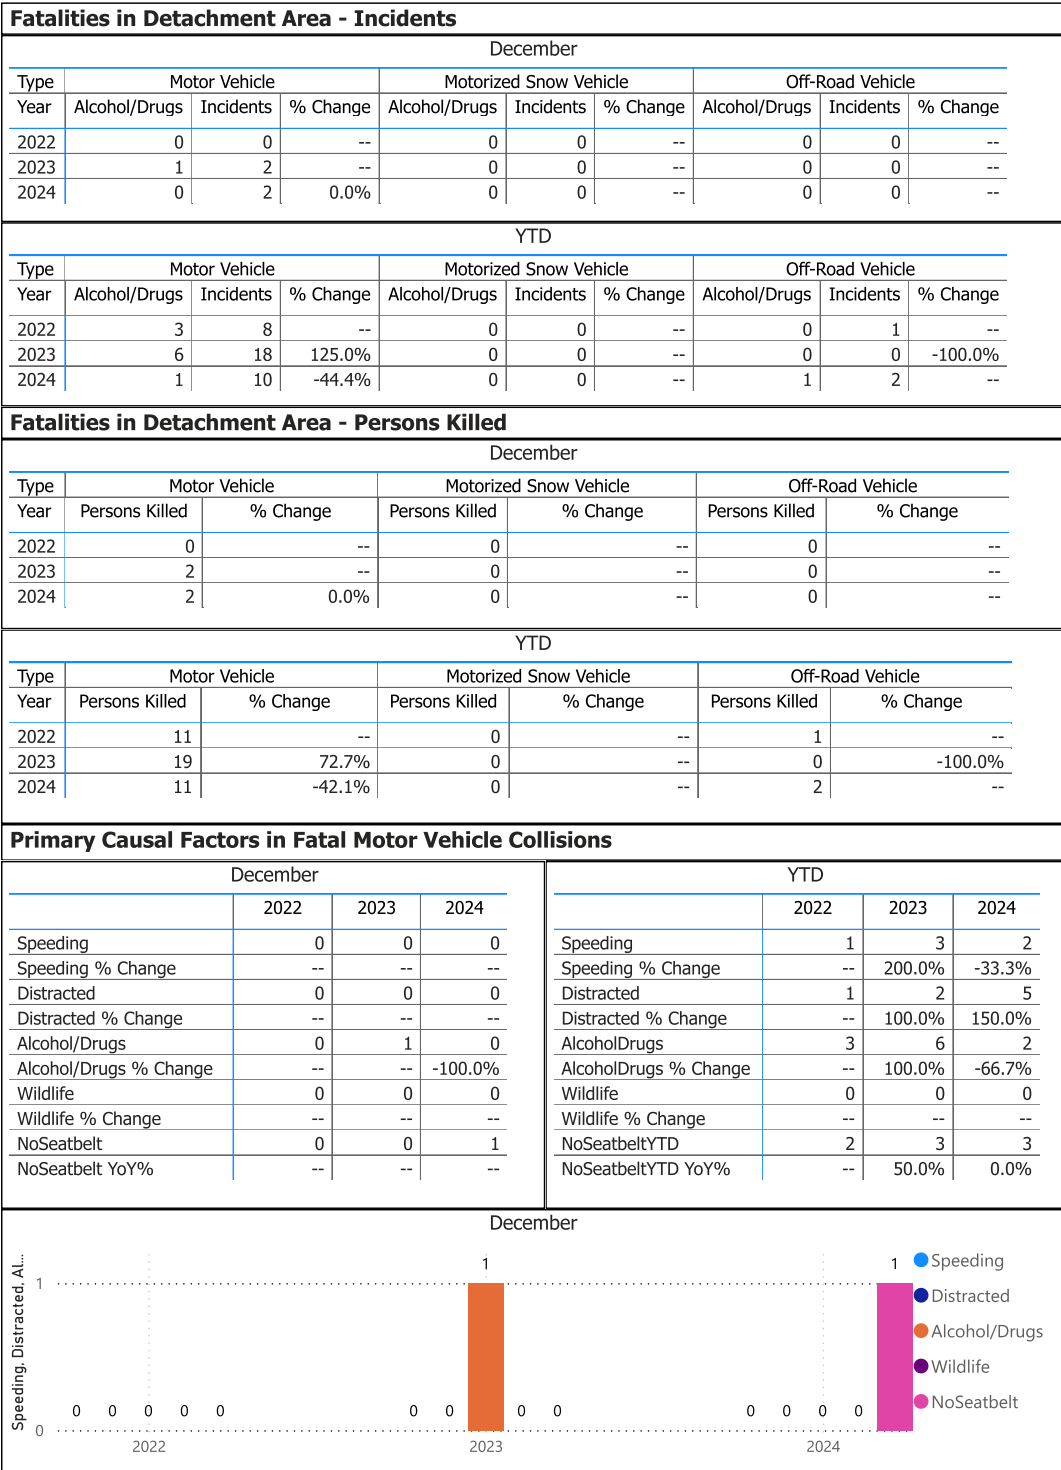 Fatalities in Detachment Area - Incidents
December
Type Motor Vehicle Motorized Snow Vehicle Off-Road Vehicle
Year Alcohol/Drugs Incidents % Change Alcohol/Drugs Incidents % Change Alcohol/Drugs Incidents % Change
2022 0 0 -- 0 0 -- 0 0 --
2023 1 2 -- 0 0 -- 0 0 --
2024 0 2 0.0% 0 0 -- 0 0 --
YTD
Type Motor Vehicle Motorized Snow Vehicle Off-Road Vehicle
Year Alcohol/Drugs Incidents % Change Alcohol/Drugs Incidents % Change Alcohol/Drugs Incidents % Change
2022 3 8 -- 0 0 -- 0 1 --
2023 6 18 125.0% 0 0 -- 0 0 -100.0%
2024 1 10 -44.4% 0 0 -- 1 2 --
Fatalities in Detachment Area - Persons Killed
December
Type Motor Vehicle Motorized Snow Vehicle Off-Road Vehicle
Year Persons Killed % Change Persons Killed % Change Persons Killed % Change
2022 0 -- 0 -- 0 --
2023 2 -- 0 -- 0 --
2024 2 0.0% 0 -- 0 --
YTD
Type Motor Vehicle Motorized Snow Vehicle Off-Road Vehicle
Year Persons Killed % Change Persons Killed % Change Persons Killed % Change
2022 11 -- 0 -- 1 --
2023 19 72.7% 0 -- 0 -100.0%
2024 11 -42.1% 0 -- 2 --
Primary Causal Factors in Fatal Motor Vehicle Collisions
December
2022 2023 2024
Speeding 0 0 0
Speeding % Change -- -- --
Distracted 0 0 0
Distracted % Change -- -- --
Alcohol/Drugs 0 1 0
Alcohol/Drugs % Change -- -- -100.0%
Wildlife 0 0 0
Wildlife % Change -- -- --
NoSeatbelt 0 0 1
NoSeatbelt YoY% -- -- --
YTD
2022 2023 2024
Speeding 1 3 2
Speeding % Change -- 200.0% -33.3%
Distracted 1 2 5
Distracted % Change -- 100.0% 150.0%
AlcoholDrugs 3 6 2
AlcoholDrugs % Change -- 100.0% -66.7%
Wildlife 0 0 0
Wildlife % Change -- -- --
NoSeatbeltYTD 2 3 3
NoSeatbeltYTD YoY% -- 50.0% 0.0%
December
Speeding, Distracted, Al...
1
0
0 0 0 0 0
0 0 1 0 0
0 0 0 0 1
2022 2023 2024
Speeding
Distracted
Alcohol/Drugs
Wildlife
NoSeatbelt